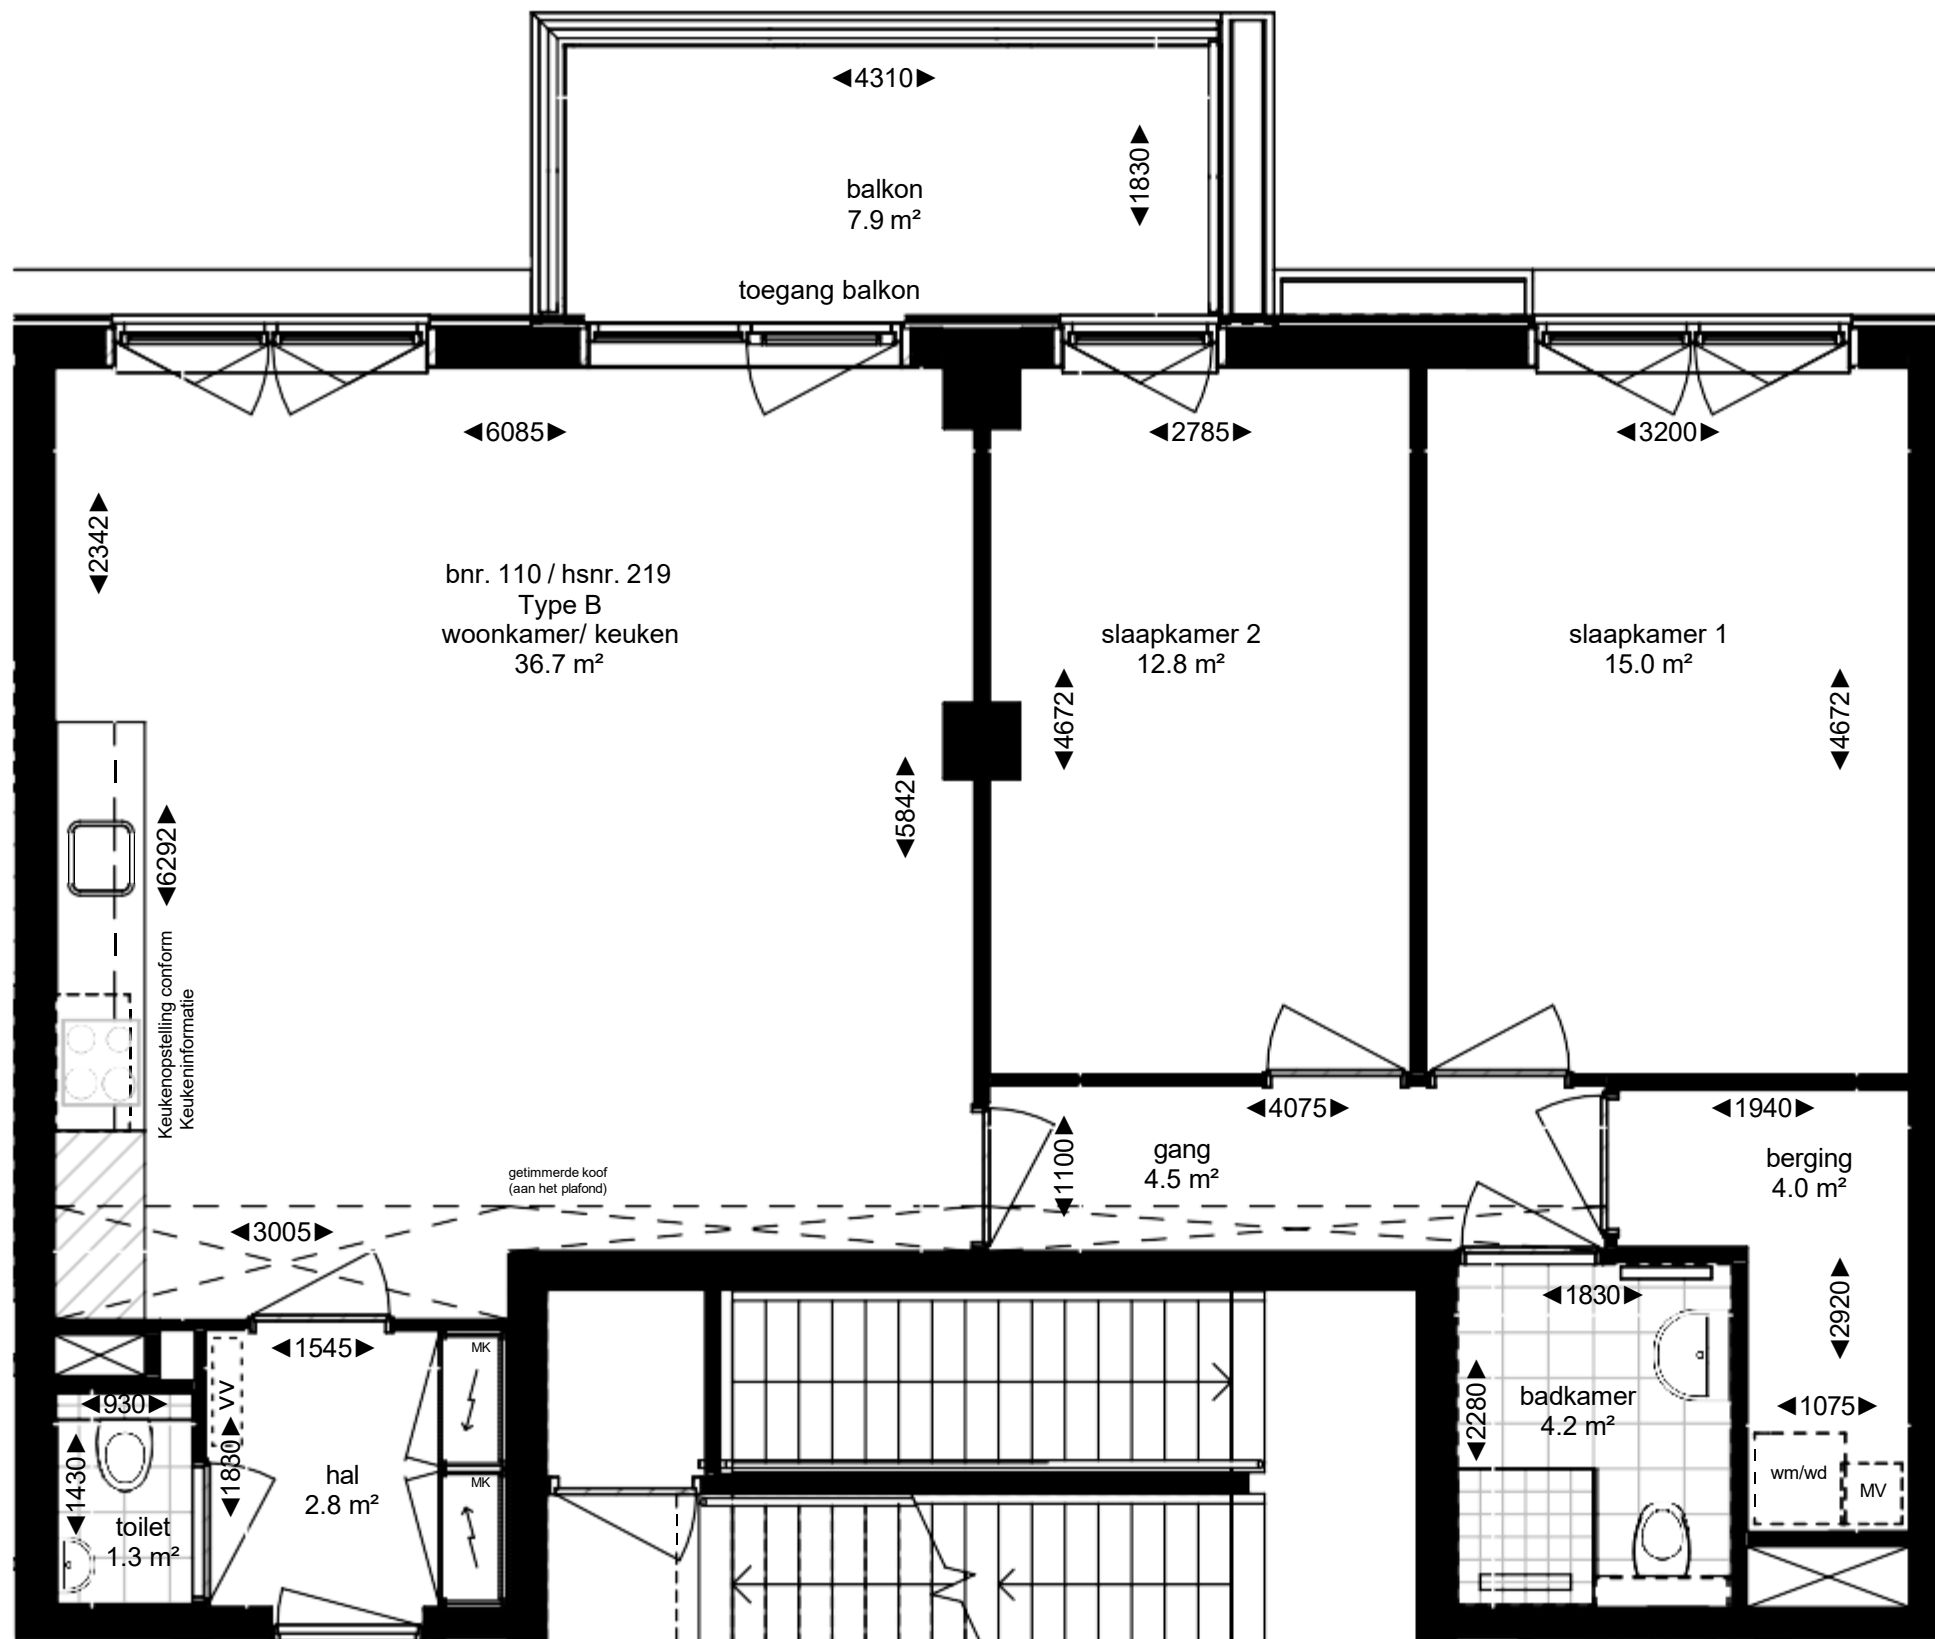 ◄4310►
◄1830►
balkon
7.9 m²
toegang balkon
◄6085►
◄2785►
◄3200►
◄2342►
bnr. 110 / hsnr. 219
Type B
woonkamer/ keuken
36.7 m²
slaapkamer 2
12.8 m²
slaapkamer 1
15.0 m²
◄4672►
◄4672►
◄5842►
◄6292►
Keukenopstelling conform
Keukeninformatie
◄4075►
◄1940►
◄1100►
gang
4.5 m²
berging
4.0 m²
getimmerde koof
(aan het plafond)
◄3005►
◄1830►
◄2920►
◄1545►
MK
VV
◄930►
◄2280►
badkamer
4.2 m²
◄1075►
◄1430►
◄1830►
hal
2.8 m²
MK
wm/wd
MV
toilet
1.3 m²